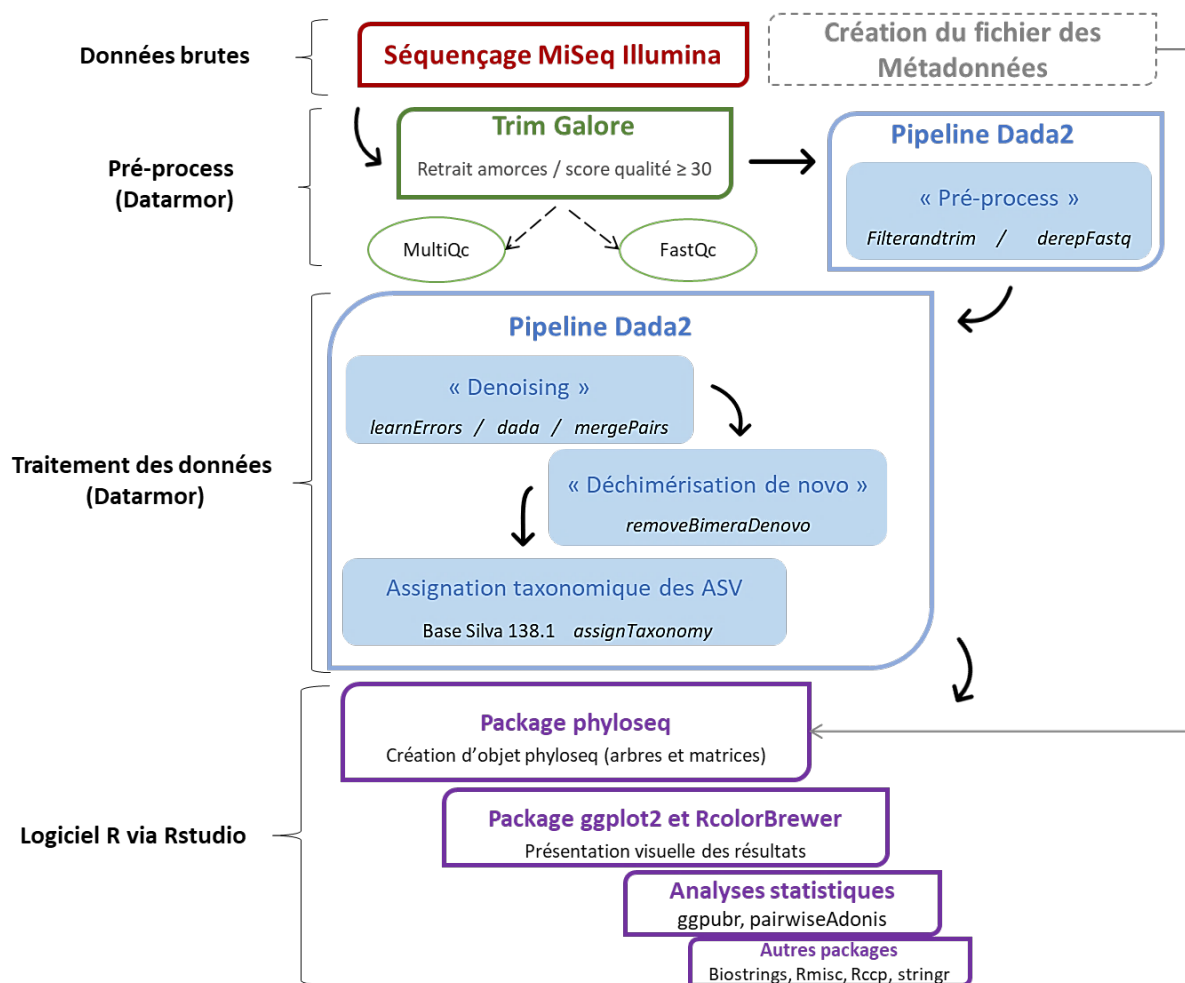 Données brutes
Séquençage MiSeq Illumina
Création du fichier des
Métadonnées
Pré-process
(Datarmor)
Trim Galore
Retrait amorces / score qualité ≥ 30
MultiQc
FastQc
Pipeline Dada2
« Pré-process »
Filterandtrim / derepFastq
Traitement des données
(Datarmor)
Pipeline Dada2
« Denoising »
learnErrors / dada / mergePairs
« Déchimérisation de novo »
removeBimeraDenovo
Assignation taxonomique des ASV
Base Silva 138.1 assignTaxonomy
Logiciel R via Rstudio
Package phyloseq
Création d’objet phyloseq (arbres et matrices)
Package ggplot2 et RcolorBrewer
Présentation visuelle des résultats
Analyses statistiques
ggpubr, pairwiseAdonis
Autres packages
Biostrings, Rmisc, Rccp, stringr